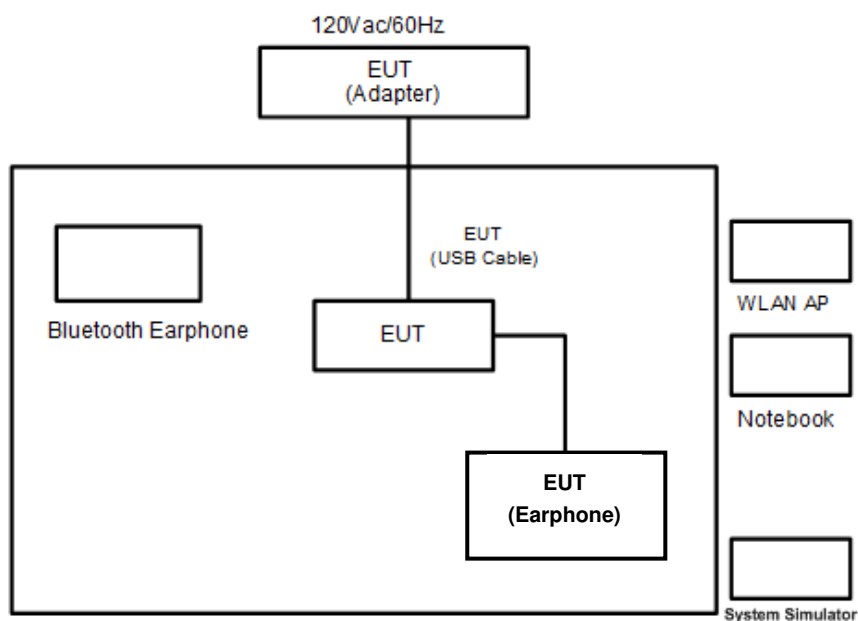 120Vac/60Hz
EUT
(Adapter)
EUT
(USB Cable)
Bluetooth Earphone
EUT
WLAN AP
Notebook
EUT
(Earphone)
System Simulator